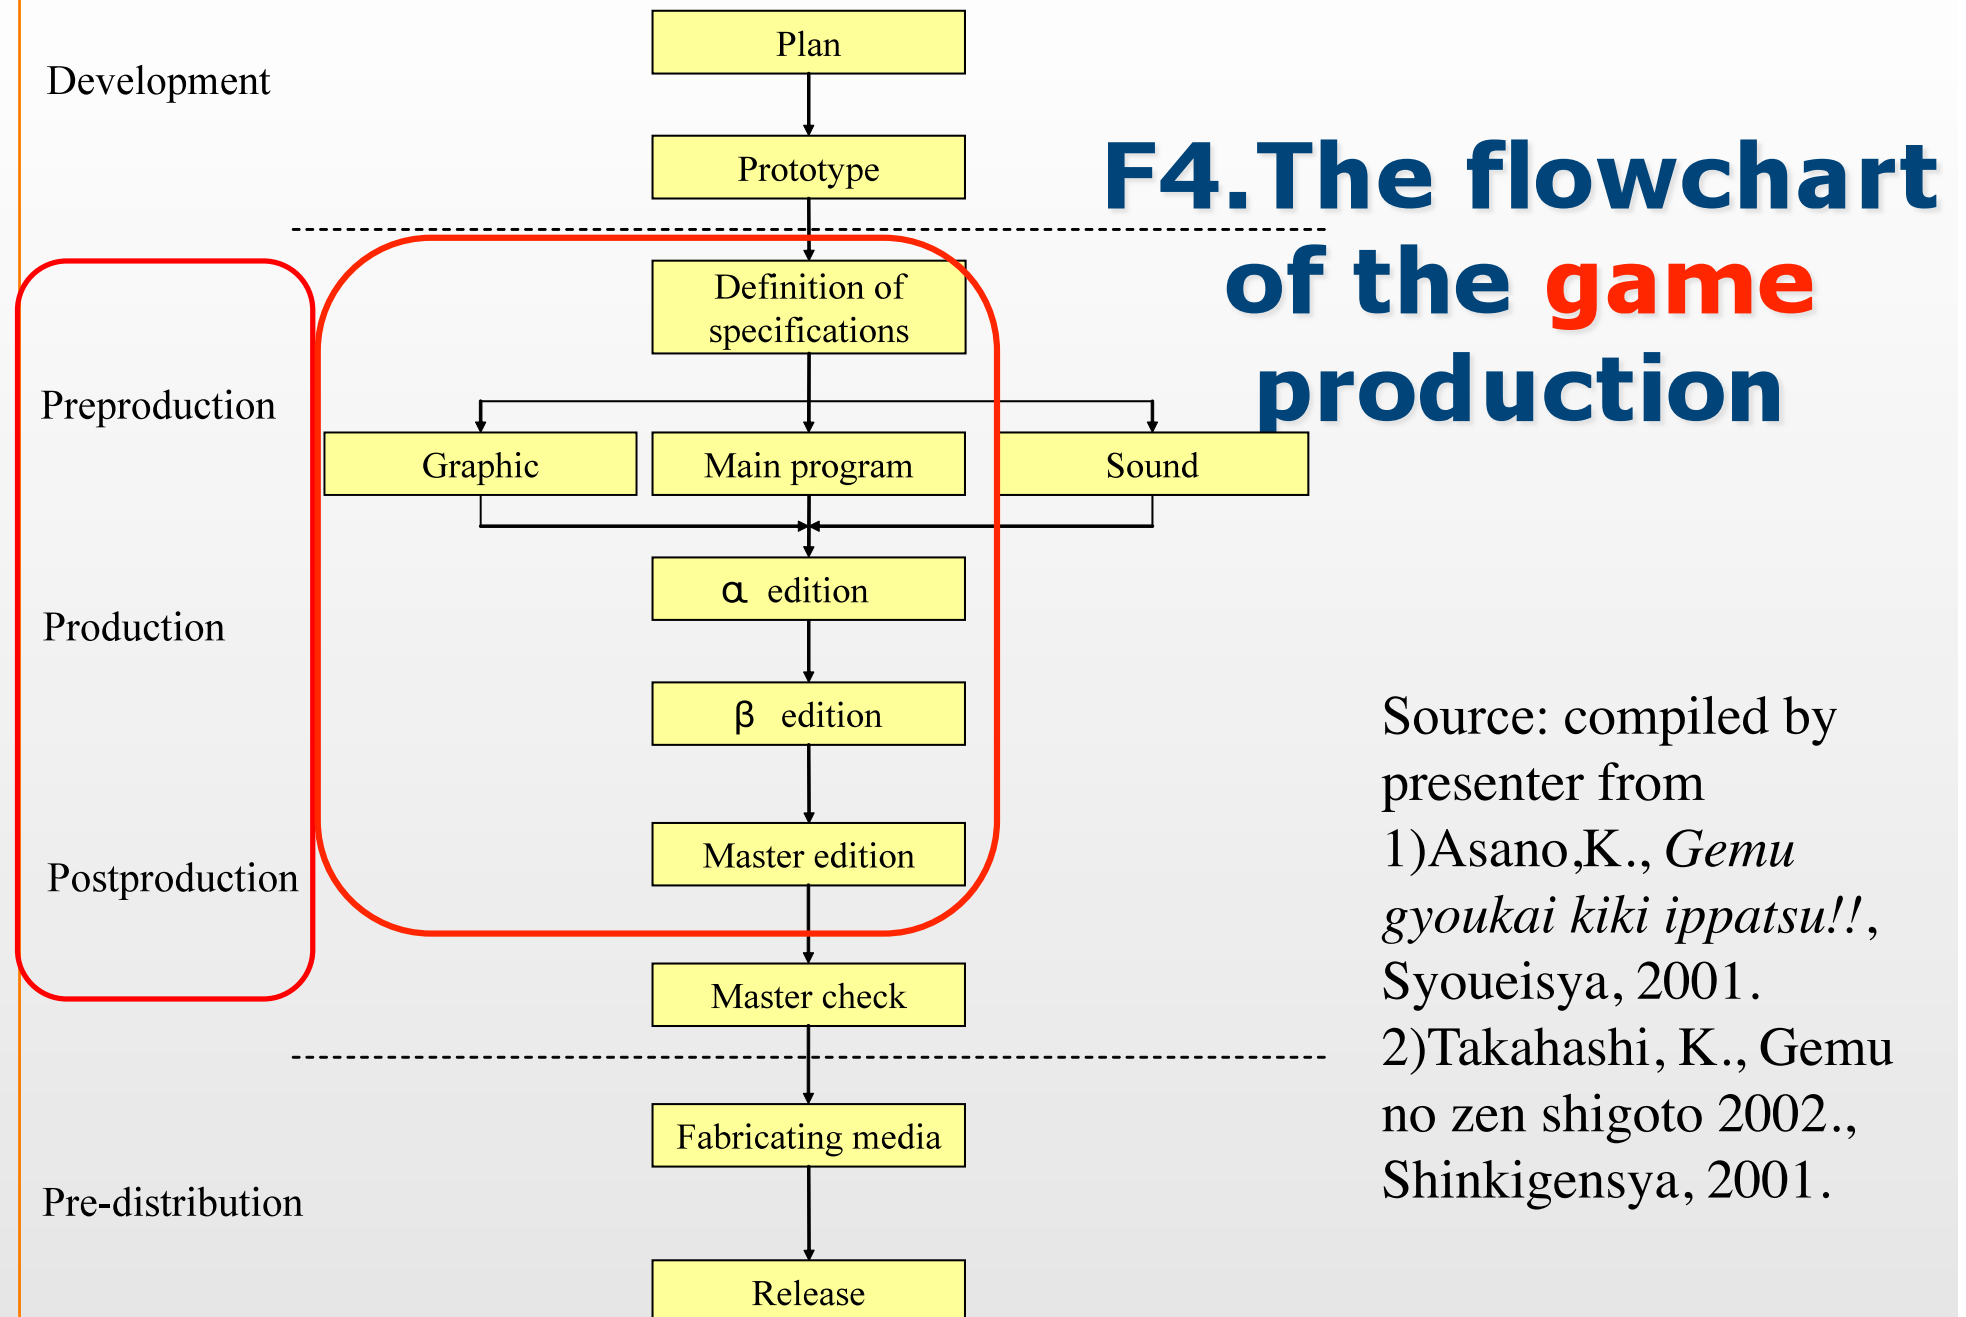 Plan
Development
Prototype
F4.The flowchart
of the game
production
Definition of
specifications
Preproduction
Graphic
Main program
Sound
α edition
Production
β edition
Master edition
Postproduction
Master check
Fabricating media
Pre-distribution
Release
Source: compiled by
presenter from
1)Asano,K., Gemu
gyoukai kiki ippatsu!!,
Syoueisya, 2001.
2)Takahashi, K., Gemu
no zen shigoto 2002.,
Shinkigensya, 2001.